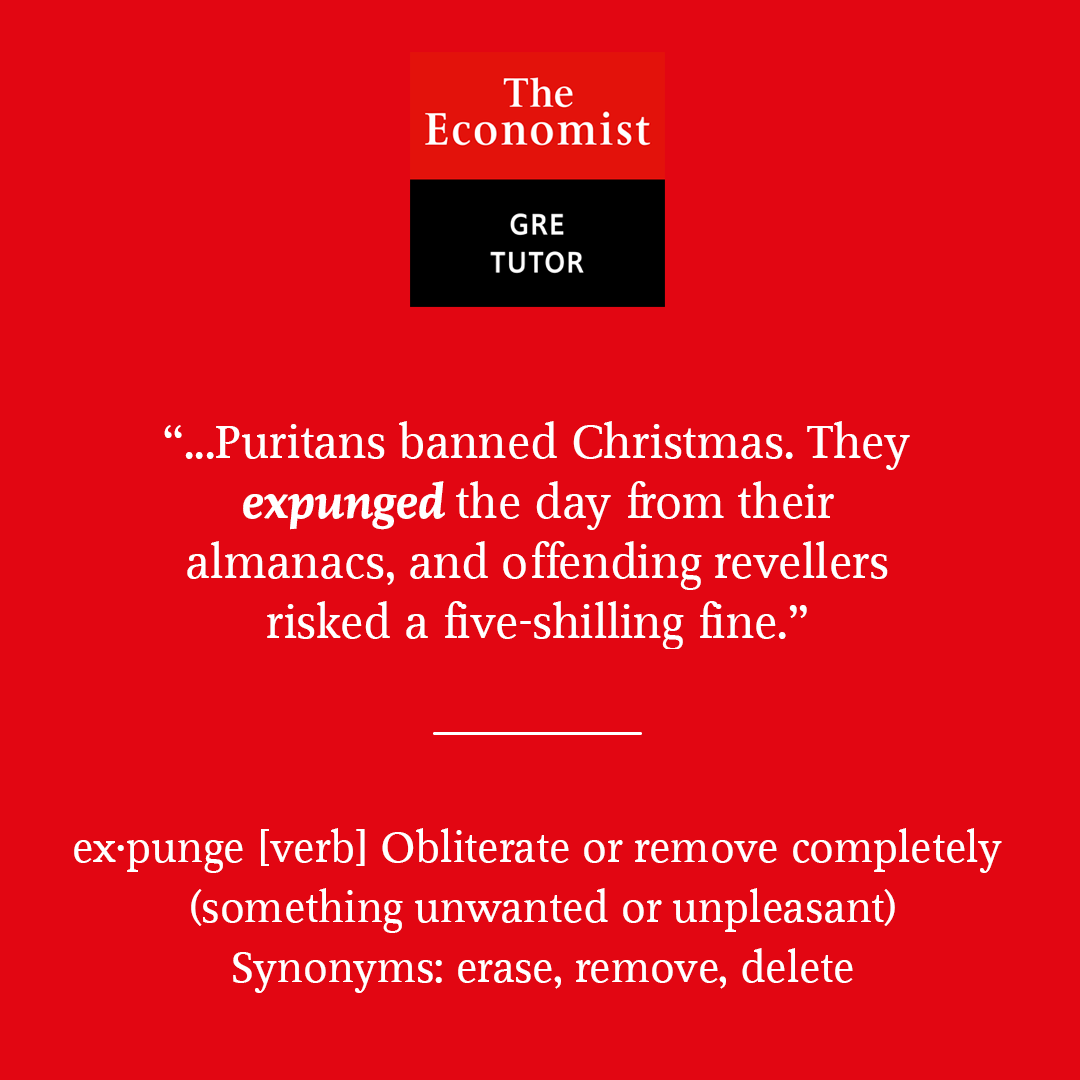 The
Economist
GRE
TUTOR
“...Puritans banned Christmas. They
expunged the day from their
almanacs, and offending revellers
risked a five-shilling fine.”
ex·punge [verb] Obliterate or remove completely
(something unwanted or unpleasant)
Synonyms: erase, remove, delete